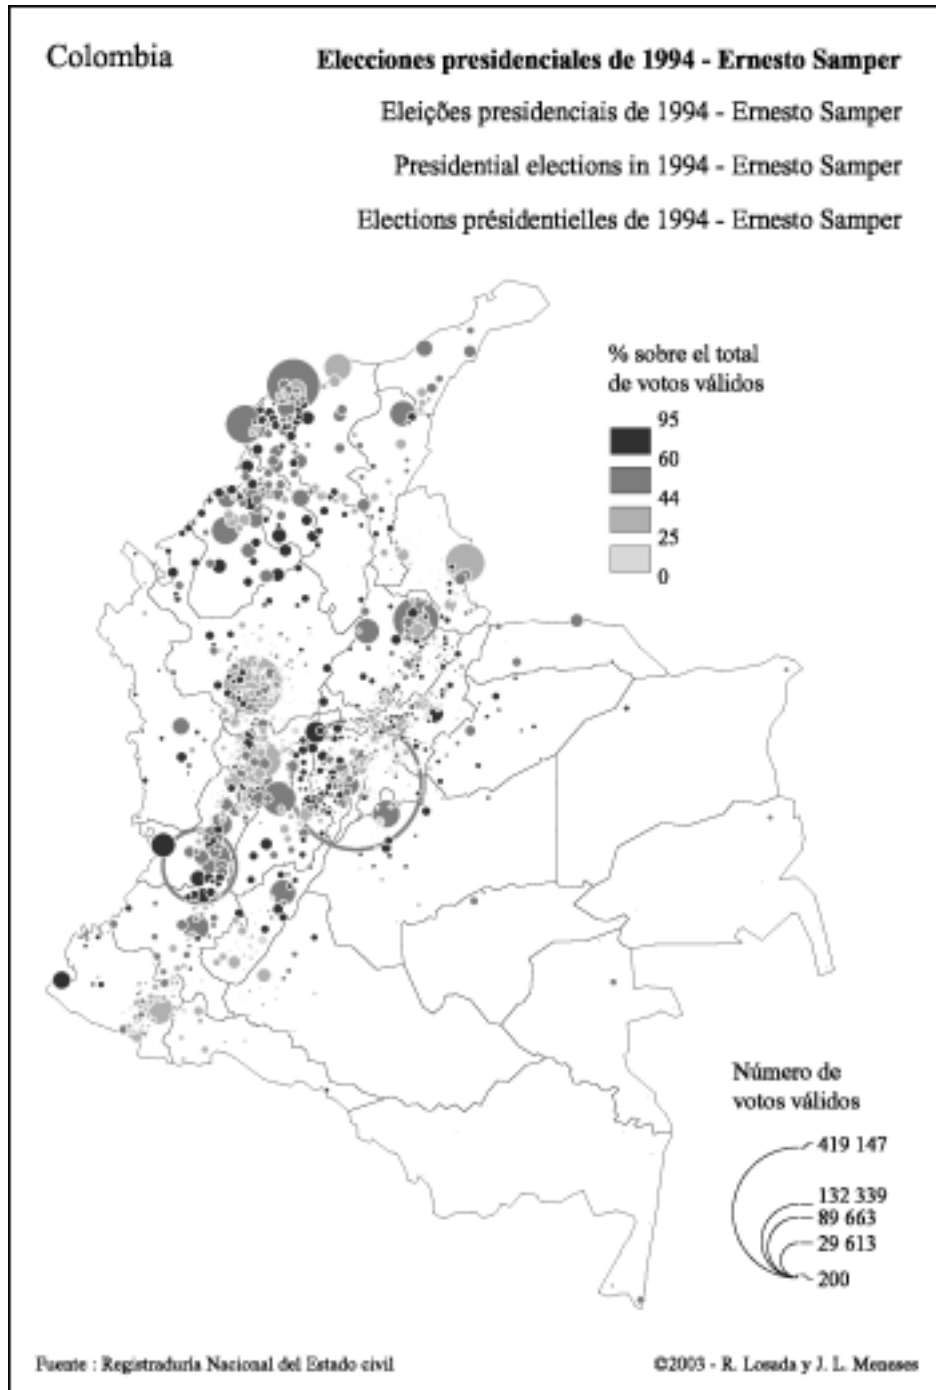 Colombia
Elecciones presidenciales de 1994 - Ernesto Samper
Eleições presidenciais de 1994 - Ernesto Samper
Presidential elections in 1994 - Ernesto Samper
Elections présidentielles de 1994 - Ernesto Samper
% sobre el total
de votos válidos
95
60
44
25
0
Número de
votos válidos
419 147
132 339
89 663
29 613
200
Fuente : Registraduría Nacional del Estado civil
©2003 - R. Losada y J. L. Meneses